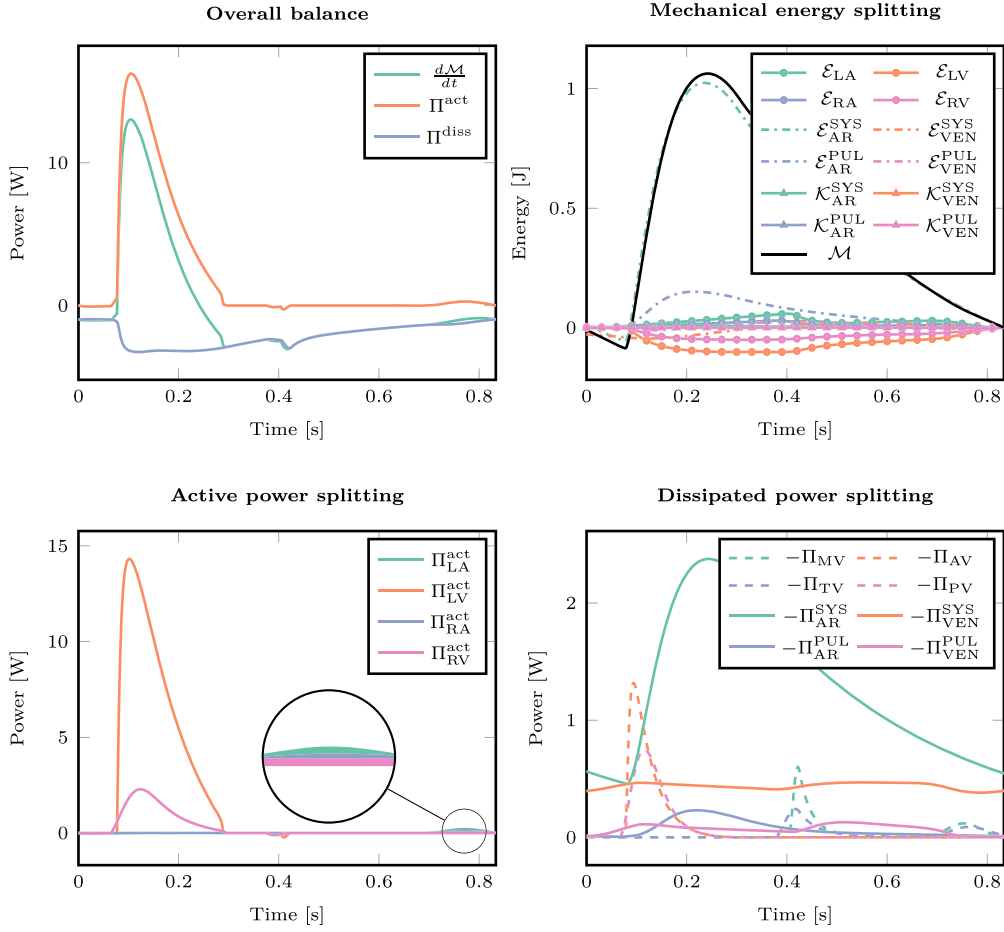 Overall balance
Power [W]
10
0
0
0.2
0.4
0.6
0.8
Time [s]
d𝓜/dt
Π^act
Π^diss
Mechanical energy splitting
Energy [J]
1
0.5
0
0
0.2
0.4
0.6
0.8
Time [s]
ℰ_LA ℰ_LV
ℰ_RA ℰ_RV
ℰ_AR^SYS ℰ_VEN^SYS
ℰ_AR^PUL ℰ_VEN^PUL
𝒦_AR^SYS 𝒦_VEN^SYS
𝒦_AR^PUL 𝒦_VEN^PUL
𝓜
Active power splitting
Power [W]
15
10
5
0
0
0.2
0.4
0.6
0.8
Time [s]
Π_LA^act
Π_LV^act
Π_RA^act
Π_RV^act
Dissipated power splitting
Power [W]
2
1
0
0
0.2
0.4
0.6
0.8
Time [s]
−Π_MV −Π_AV
−Π_TV −Π_PV
−Π_AR^SYS −Π_VEN^SYS
−Π_AR^PUL −Π_VEN^PUL